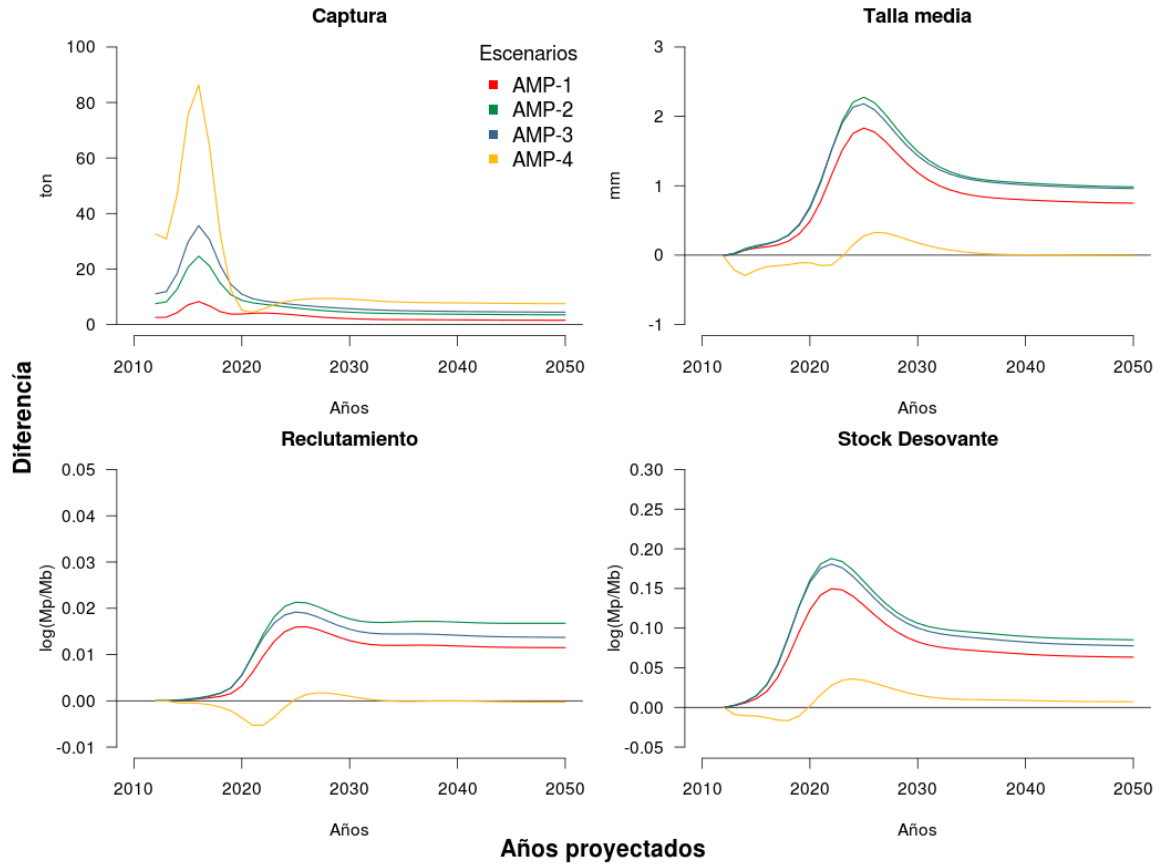 Captura
100
80
60
40
20
0
ton
Escenarios
AMP-1
AMP-2
AMP-3
AMP-4
2010 2020 2030 2040 2050
Años
Talla media
3
2
1
0
-1
mm
2010 2020 2030 2040 2050
Años
Diferencía
Reclutamiento
0.05
0.04
0.03
0.02
0.01
0.00
-0.01
log(Mp/Mb)
2010 2020 2030 2040 2050
Años
Stock Desovante
0.30
0.25
0.20
0.15
0.10
0.05
0.00
-0.05
log(Mp/Mb)
2010 2020 2030 2040 2050
Años
Años proyectados